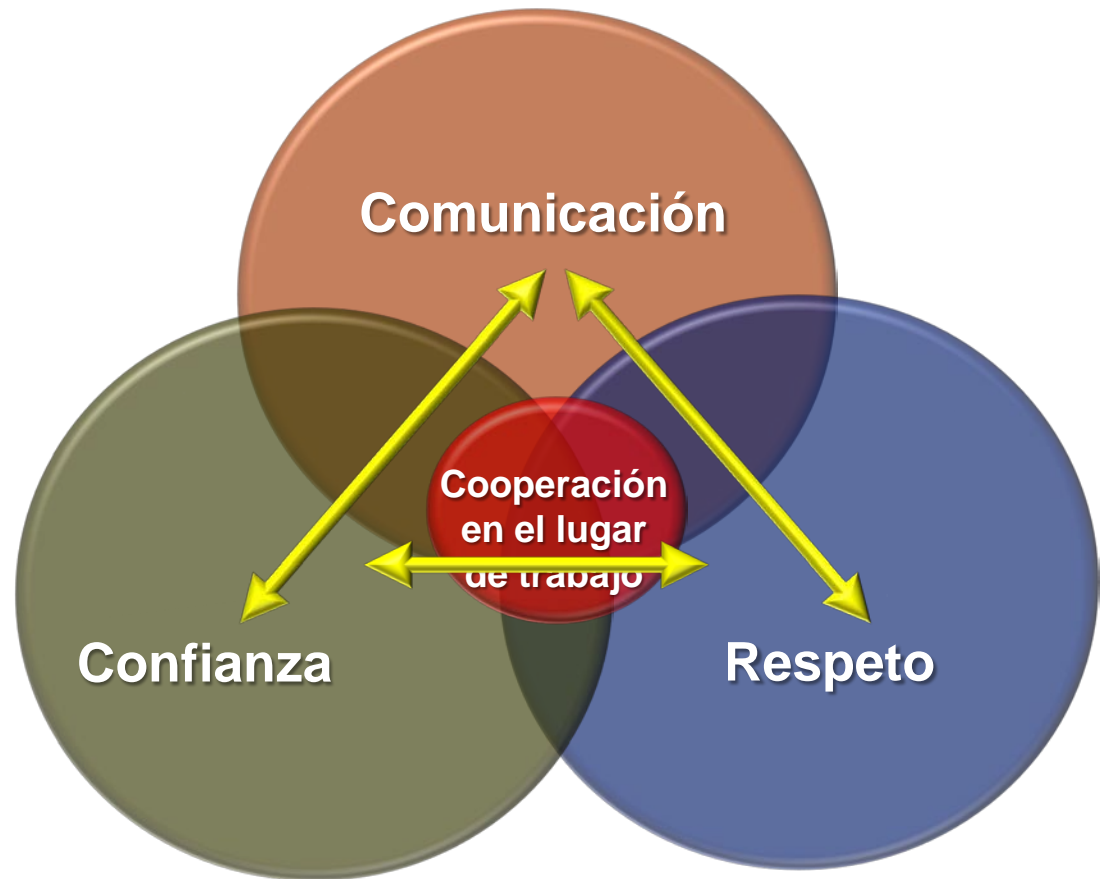 Comunicación
Cooperación
en el lugar
de trabajo
Confianza
Respeto